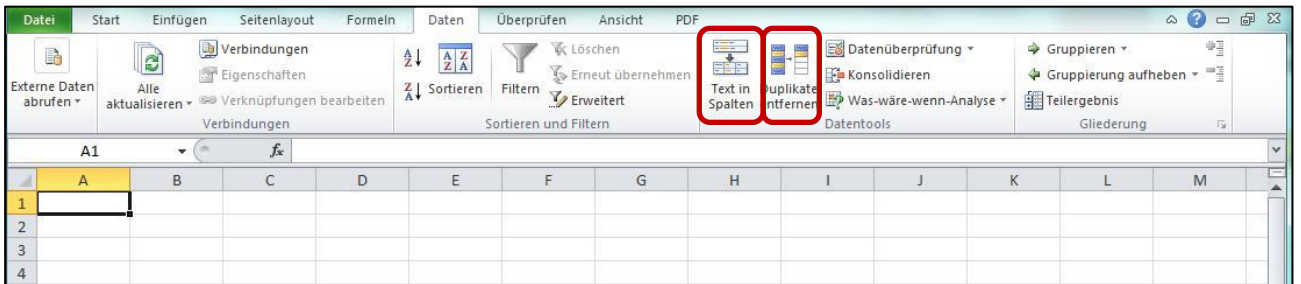 Datei Start Einfügen Seitenlayout Formeln Daten Überprüfen Ansicht PDF
Externe Daten abrufen
Alle aktualisieren
Verbindungen
Eigenschaften
Verknüpfungen bearbeiten
Verbindungen
A Z
Z A
A Z Z A
Sortieren
Filtern
Löschen
Erneut übernehmen
Erweitert
Sortieren und Filtern
Text in Spalten
Duplikate entfernen
Datenüberprüfung
Konsolidieren
Was-wäre-wenn-Analyse
Datentools
Gruppieren
Gruppierung aufheben
Teilergebnis
Gliederung
A1 fx
A B C D E F G H I J K L M
1
2
3
4